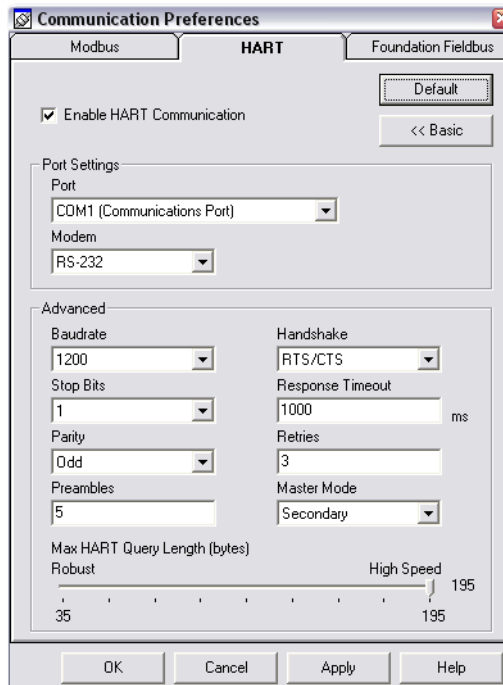 Communication Preferences
Modbus
HART
Foundation Fieldbus
Default
Enable HART Communication
<< Basic
Port Settings
Port
COM1 (Communications Port)
Modem
RS-232
Advanced
Baudrate
Handshake
1200
RTS/CTS
Stop Bits
Response Timeout
1
1000
ms
Parity
Retries
Odd
3
Preambles
Master Mode
5
Secondary
Max HART Query Length (bytes)
Robust
High Speed
195
35
195
OK
Cancel
Apply
Help